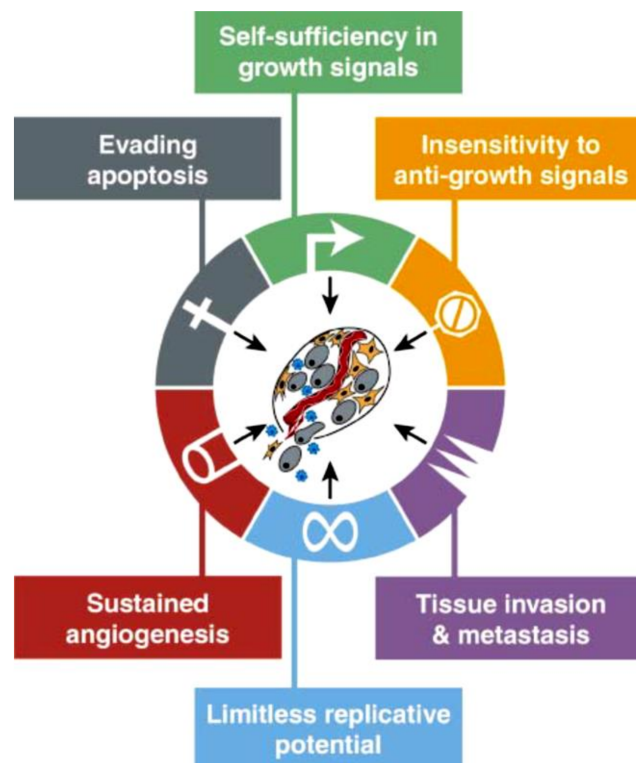 Self-sufficiency in
growth signals
Evading
apoptosis
Insensitivity to
anti-growth signals
Sustained
angiogenesis
Tissue invasion
& metastasis
Limitless replicative
potential